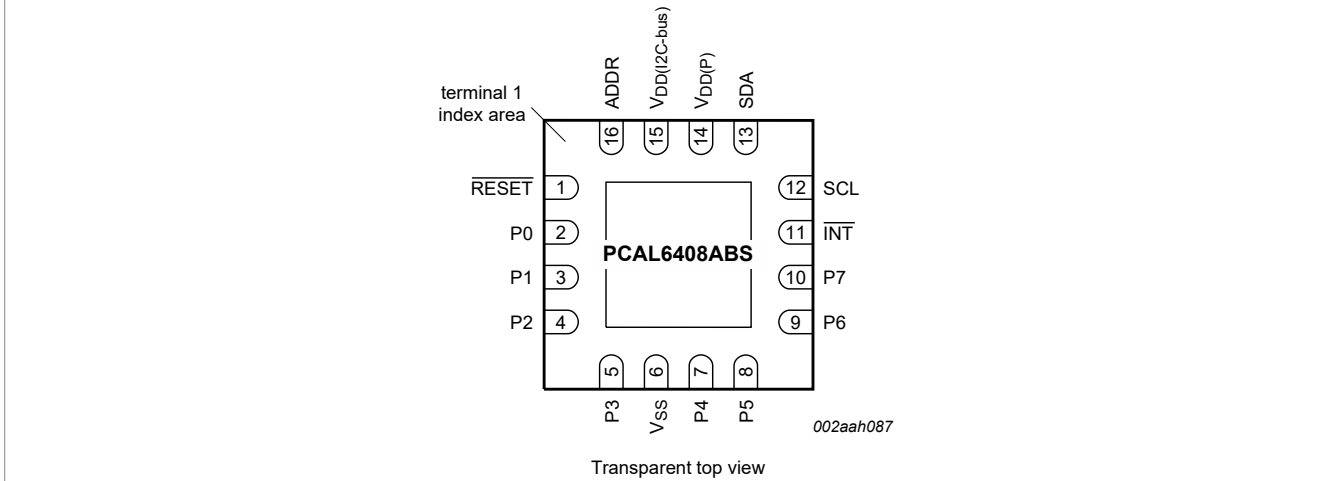 ADDR
VDD(I2C-bus)
VDD(P)
SDA
terminal 1
index area
16
15
14
13
RESET 1
12 SCL
P0 2
11 INT
PCAL6408ABS
P1 3
10 P7
P2 4
9 P6
5
6
7
8
P3
VSS
P4
P5
002aah087
Transparent top view